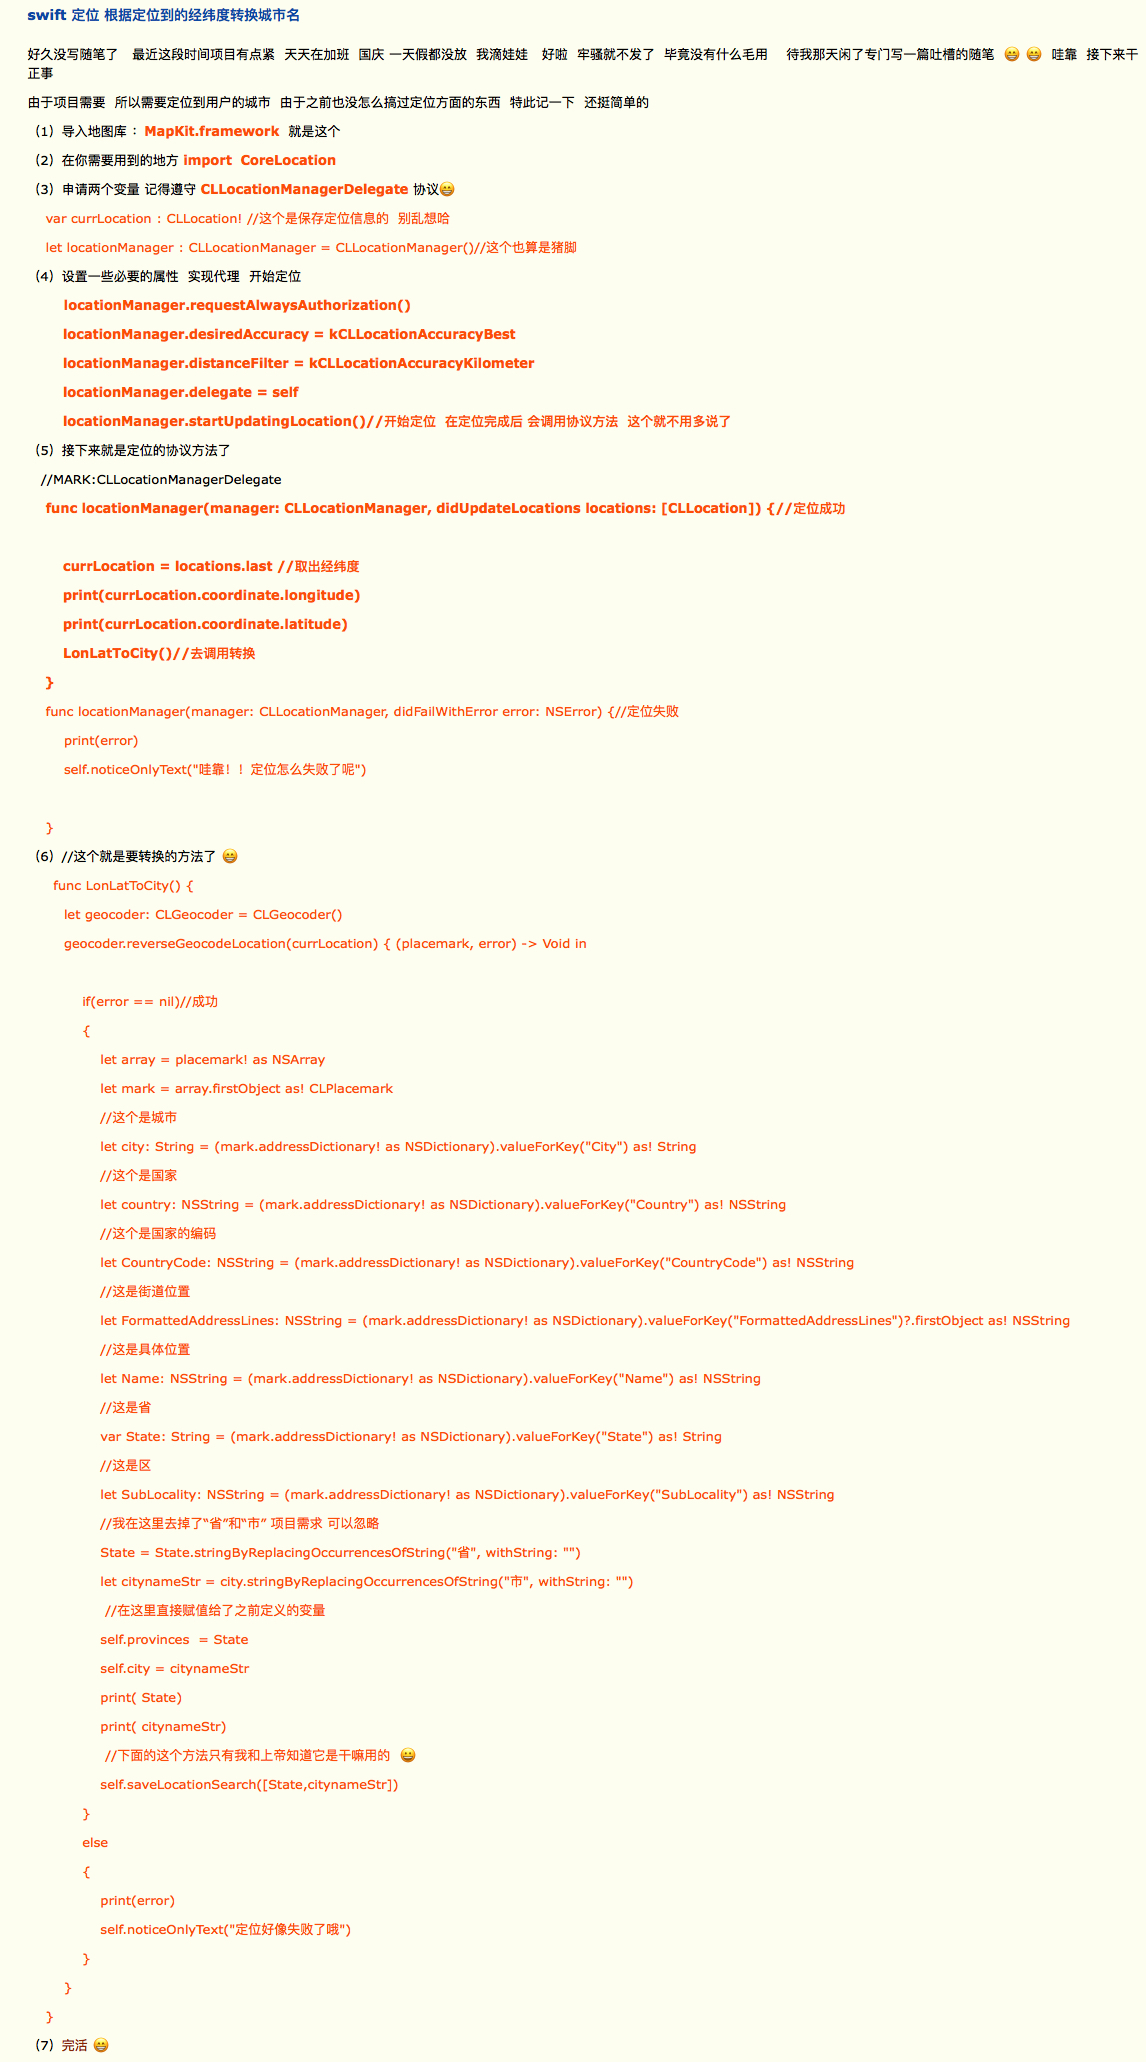 swift 定位 根据定位到的经纬度转换城市名
好久没写随笔了 最近这段时间项目有点紧 天天在加班 国庆 一天假都没放 我滴娃娃 好啦 牢骚就不发了 毕竟没有什么毛用 待我那天闲了专门写一篇吐槽的随笔 😁 😁 哇靠 接下来干
正事
由于项目需要 所以需要定位到用户的城市 由于之前也没怎么搞过定位方面的东西 特此记一下 还挺简单的
（1）导入地图库：MapKit.framework 就是这个
（2）在你需要用到的地方 import CoreLocation
（3）申请两个变量 记得遵守 CLLocationManagerDelegate 协议😁
var currLocation : CLLocation! //这个是保存定位信息的 别乱想哈
let locationManager : CLLocationManager = CLLocationManager()//这个也算是猪脚
（4）设置一些必要的属性 实现代理 开始定位
locationManager.requestAlwaysAuthorization()
locationManager.desiredAccuracy = kCLLocationAccuracyBest
locationManager.distanceFilter = kCLLocationAccuracyKilometer
locationManager.delegate = self
locationManager.startUpdatingLocation()//开始定位 在定位完成后 会调用协议方法 这个就不用多说了
（5）接下来就是定位的协议方法了
//MARK:CLLocationManagerDelegate
func locationManager(manager: CLLocationManager, didUpdateLocations locations: [CLLocation]) {//定位成功
currLocation = locations.last //取出经纬度
print(currLocation.coordinate.longitude)
print(currLocation.coordinate.latitude)
LonLatToCity()//去调用转换
}
func locationManager(manager: CLLocationManager, didFailWithError error: NSError) {//定位失败
print(error)
self.noticeOnlyText("哇靠！！定位怎么失败了呢")
}
（6）//这个就是要转换的方法了 😁
func LonLatToCity() {
let geocoder: CLGeocoder = CLGeocoder()
geocoder.reverseGeocodeLocation(currLocation) { (placemark, error) -> Void in
if(error == nil)//成功
{
let array = placemark! as NSArray
let mark = array.firstObject as! CLPlacemark
//这个是城市
let city: String = (mark.addressDictionary! as NSDictionary).valueForKey("City") as! String
//这个是国家
let country: NSString = (mark.addressDictionary! as NSDictionary).valueForKey("Country") as! NSString
//这个是国家的编码
let CountryCode: NSString = (mark.addressDictionary! as NSDictionary).valueForKey("CountryCode") as! NSString
//这是街道位置
let FormattedAddressLines: NSString = (mark.addressDictionary! as NSDictionary).valueForKey("FormattedAddressLines")?.firstObject as! NSString
//这是具体位置
let Name: NSString = (mark.addressDictionary! as NSDictionary).valueForKey("Name") as! NSString
//这是省
var State: String = (mark.addressDictionary! as NSDictionary).valueForKey("State") as! String
//这是区
let SubLocality: NSString = (mark.addressDictionary! as NSDictionary).valueForKey("SubLocality") as! NSString
//我在这里去掉了“省”和“市” 项目需求 可以忽略
State = State.stringByReplacingOccurrencesOfString("省", withString: "")
let citynameStr = city.stringByReplacingOccurrencesOfString("市", withString: "")
//在这里直接赋值给了之前定义的变量
self.provinces = State
self.city = citynameStr
print( State)
print( citynameStr)
//下面的这个方法只有我和上帝知道它是干嘛用的 😀
self.saveLocationSearch([State,citynameStr])
}
else
{
print(error)
self.noticeOnlyText("定位好像失败了哦")
}
}
}
（7）完活 😁